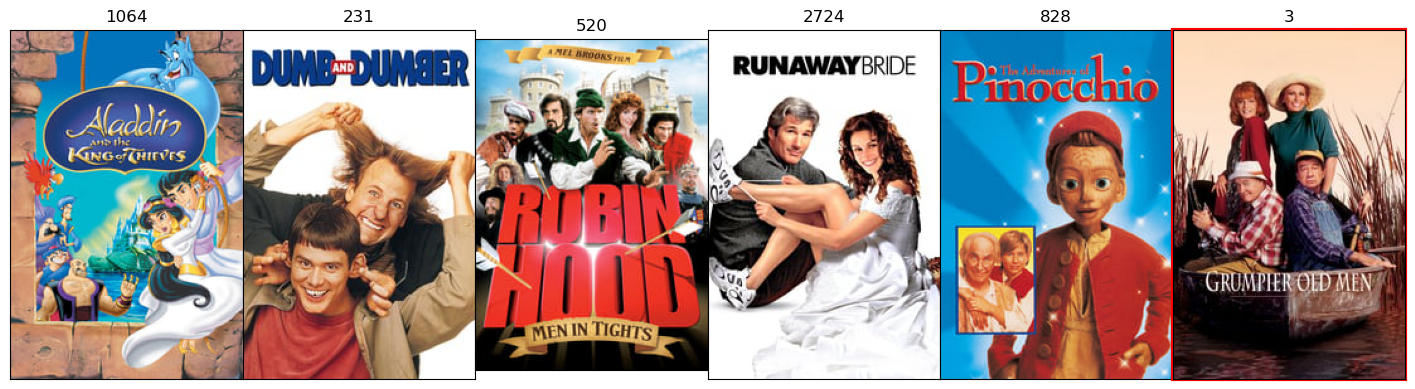 1064
231
520
2724
828
3
Aladdin
and the
KING OF THIEVES
DUMB AND DUMBER
A MEL BROOKS FILM
ROBIN
HOOD
MEN IN TIGHTS
RUNAWAY BRIDE
The Adventures of
Pinocchio
GRUMPIER OLD MEN